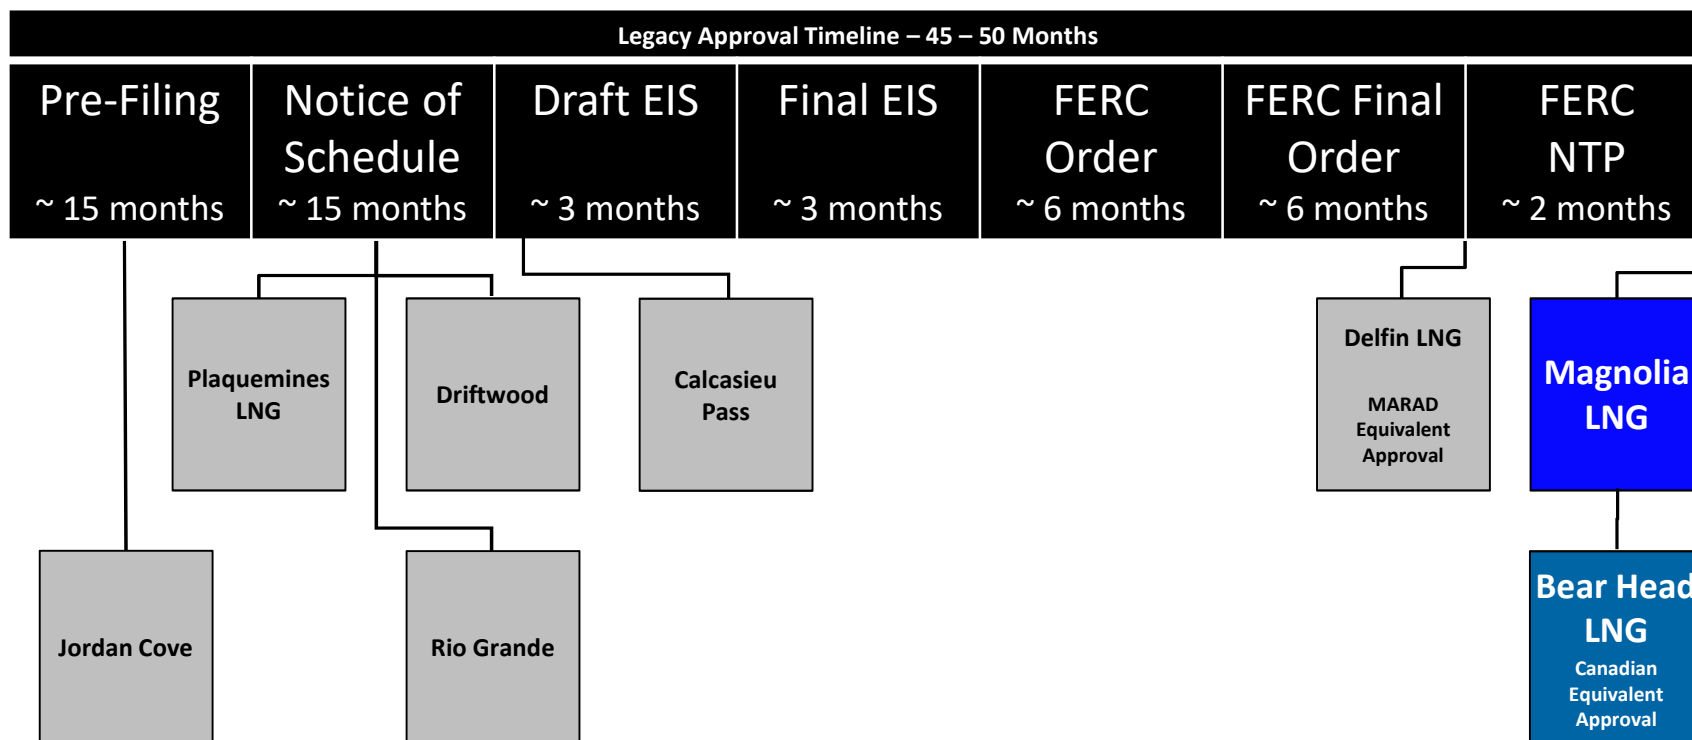 Legacy Approval Timeline – 45 – 50 Months
Pre-Filing
~ 15 months
Notice of
Schedule
~ 15 months
Draft EIS
~ 3 months
Final EIS
~ 3 months
FERC
Order
~ 6 months
FERC Final
Order
~ 6 months
FERC
NTP
~ 2 months
Plaquemines
LNG
Driftwood
Calcasieu
Pass
Delfin LNG
MARAD
Equivalent
Approval
Magnolia
LNG
Jordan Cove
Rio Grande
Bear Head
LNG
Canadian
Equivalent
Approval